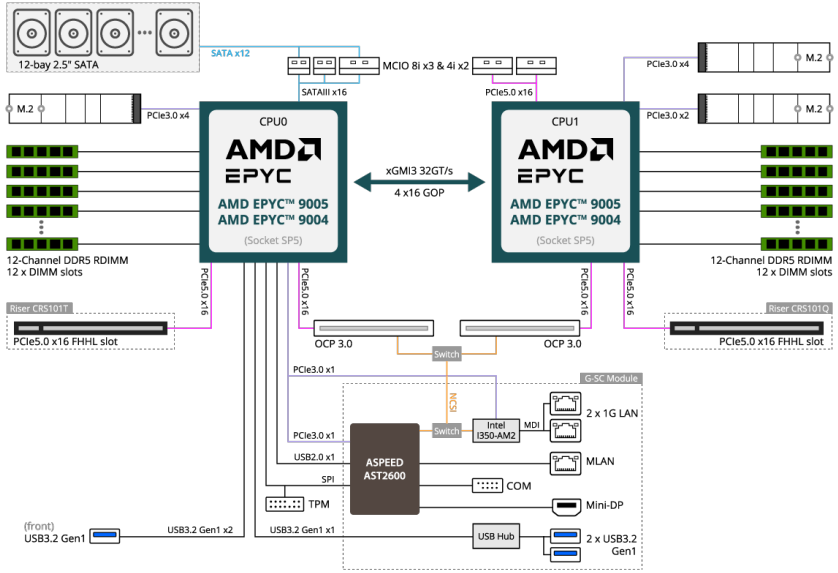 12-bay 2.5" SATA
SATA x12
MCIO 8i x3 & 4i x2
SATAIII x16
PCIe5.0 x16
PCIe3.0 x4
M.2
M.2
PCIe3.0 x4
PCIe3.0 x2
M.2
CPU0
AMD
EPYC
AMD EPYC™ 9005
AMD EPYC™ 9004
(Socket SP5)
xGMI3 32GT/s
4 x16 GOP
CPU1
AMD
EPYC
AMD EPYC™ 9005
AMD EPYC™ 9004
(Socket SP5)
12-Channel DDR5 RDIMM
12 x DIMM slots
12-Channel DDR5 RDIMM
12 x DIMM slots
PCIe5.0 x16
PCIe5.0 x16
PCIe5.0 x16
PCIe5.0 x16
Riser CRS101T
PCIe5.0 x16 FHHL slot
Riser CRS101Q
PCIe5.0 x16 FHHL slot
OCP 3.0
OCP 3.0
Switch
PCIe3.0 x1
NCSI
G-SC Module
Switch
Intel
I350-AM2
MDI
2 x 1G LAN
PCIe3.0 x1
USB2.0 x1
SPI
TPM
ASPEED
AST2600
MLAN
COM
Mini-DP
(front)
USB3.2 Gen1
USB3.2 Gen1 x2
USB3.2 Gen1 x1
USB Hub
2 x USB3.2
Gen1